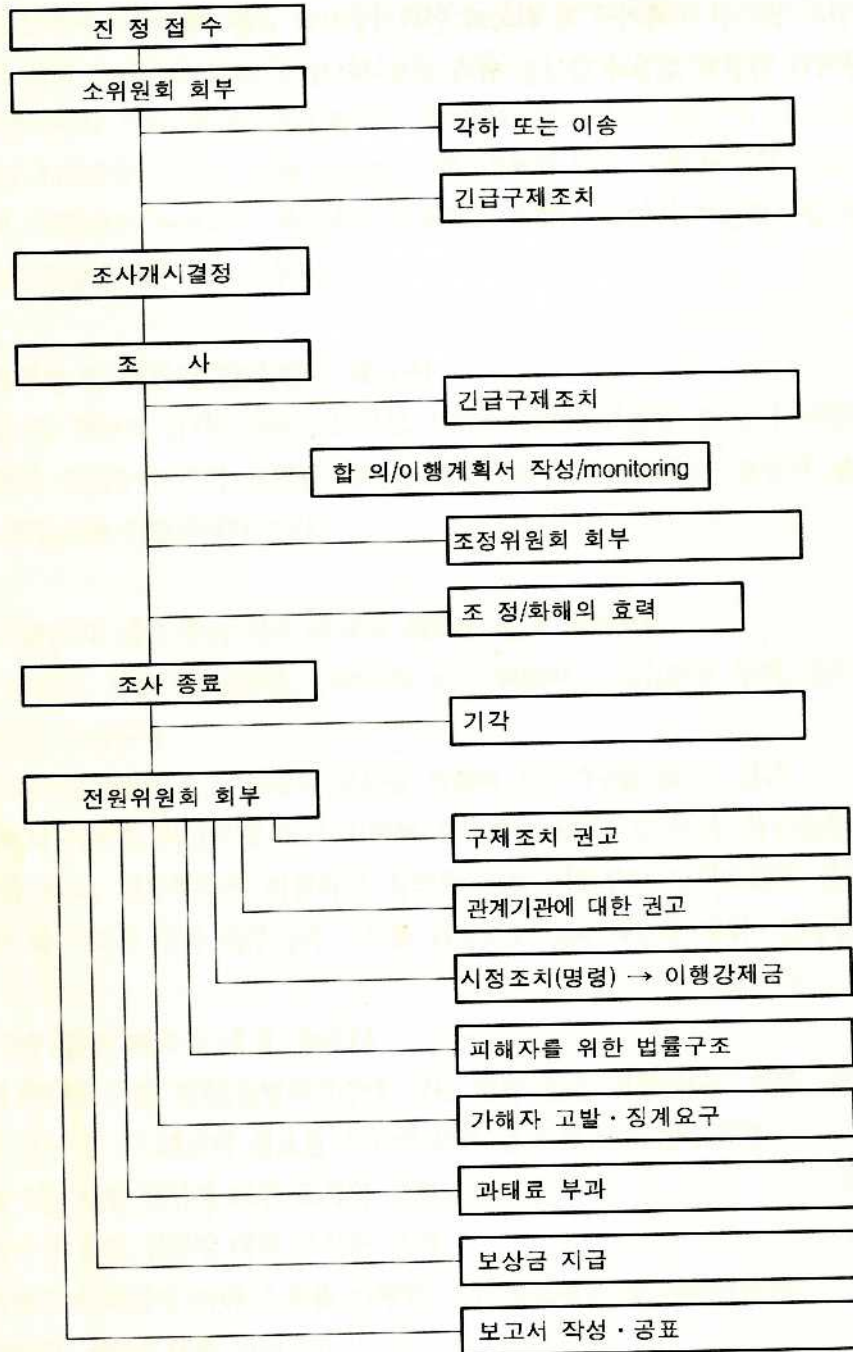 진 정 접 수
소위원회 회부
각하 또는 이송
긴급구제조치
조사개시결정
조 사
긴급구제조치
합 의/이행계획서 작성/monitoring
조정위원회 회부
조 정/화해의 효력
조사 종료
기각
전원위원회 회부
구제조치 권고
관계기관에 대한 권고
시정조치(명령) → 이행강제금
피해자를 위한 법률구조
가해자 고발·징계요구
과태료 부과
보상금 지급
보고서 작성·공표